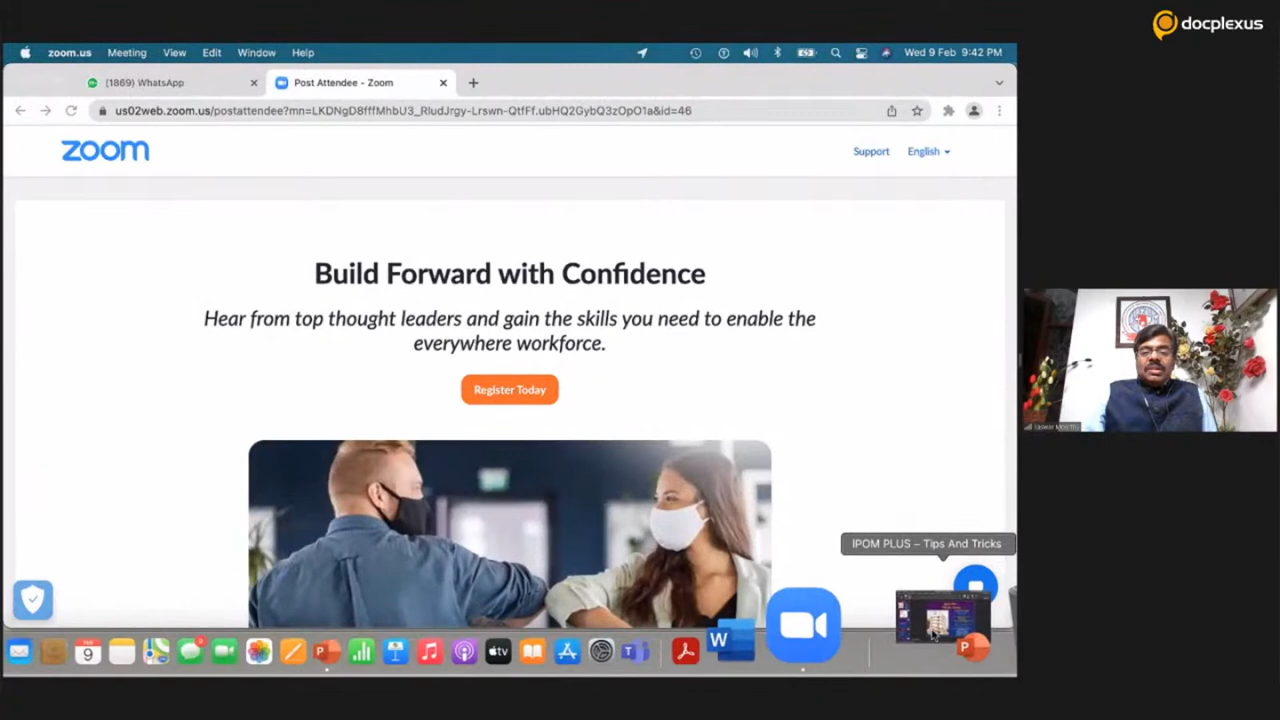 docplexus
zoom.us Meeting View Edit Window Help Wed 9 Feb 9:42 PM
(1869) WhatsApp Post Attendee - Zoom
us02web.zoom.us/postattendee?mn=LKDNgD8fffMhbU3_RludJrgy-Lrswn-QtfFf.ubHQ2GybQ3zOpO1a&id=46
zoom Support English
Build Forward with Confidence
Hear from top thought leaders and gain the skills you need to enable the
everywhere workforce.
Register Today
IPOM PLUS – Tips And Tricks
FEB
9
tv
W
P